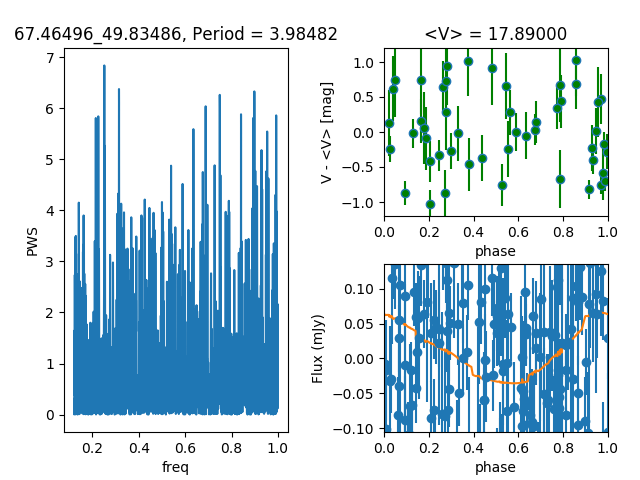 67.46496_49.83486, Period = 3.98482
7
6
5
4
3
2
1
0
PWS
0.2 0.4 0.6 0.8 1.0
freq
<V> = 17.89000
1.0
0.5
0.0
−0.5
−1.0
V - <V> [mag]
0.0 0.2 0.4 0.6 0.8 1.0
phase
0.10
0.05
0.00
−0.05
−0.10
Flux (mJy)
0.0 0.2 0.4 0.6 0.8 1.0
phase